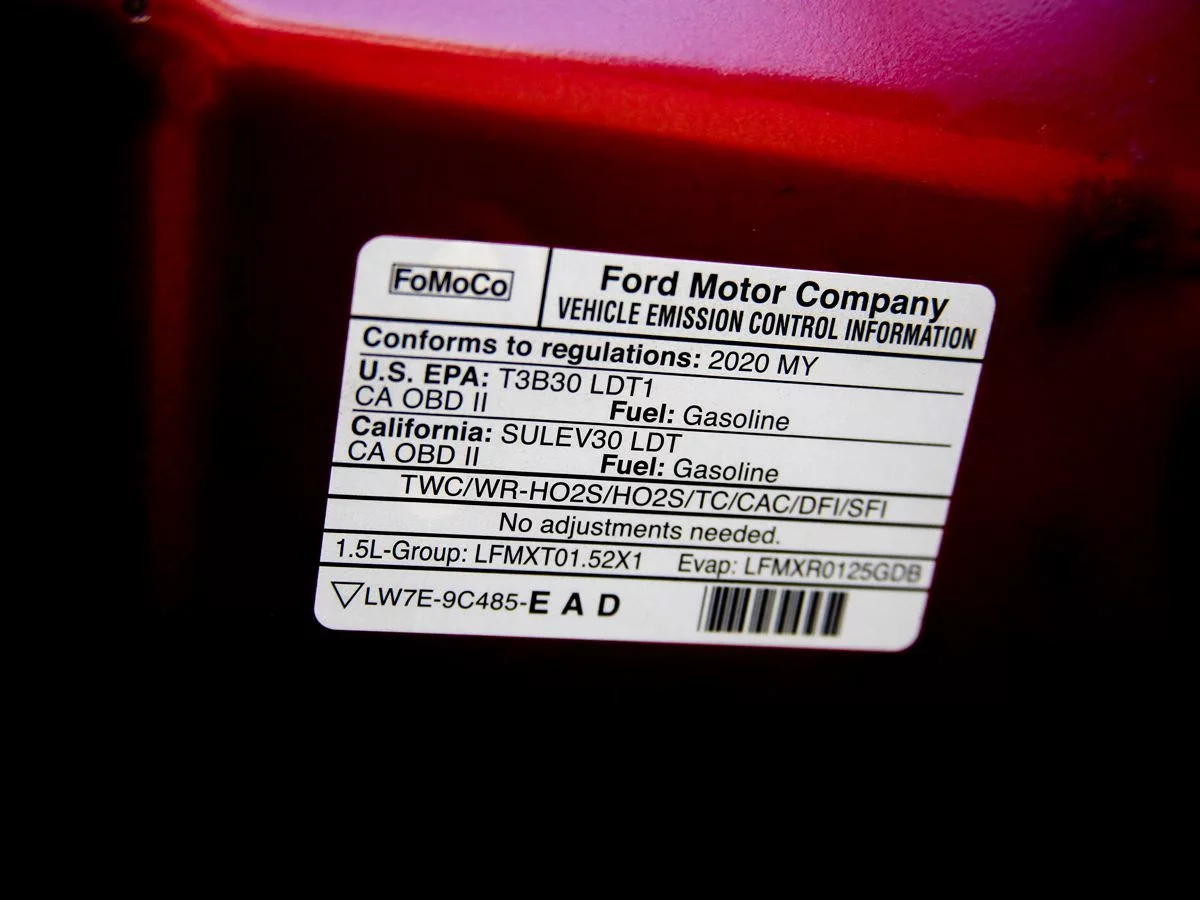 FoMoCo
Ford Motor Company
VEHICLE EMISSION CONTROL INFORMATION
Conforms to regulations: 2020 MY
U.S. EPA: T3B30 LDT1
CA OBD II Fuel: Gasoline
California: SULEV30 LDT
CA OBD II Fuel: Gasoline
TWC/WR-HO2S/HO2S/TC/CAC/DFI/SFI
No adjustments needed.
1.5L-Group: LFMXT01.52X1 Evap: LFMXR0125GDB
LW7E-9C485-E A D